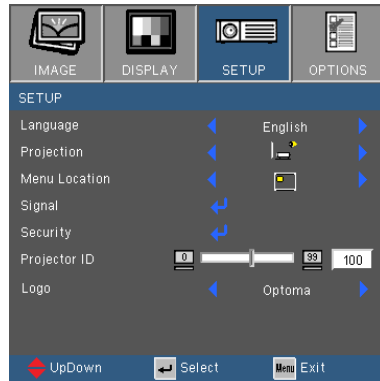 IMAGE DISPLAY SETUP OPTIONS
SETUP
Language English
Projection
Menu Location
Signal
Security
Projector ID 0 99 100
Logo Optoma
UpDown Select Menu Exit